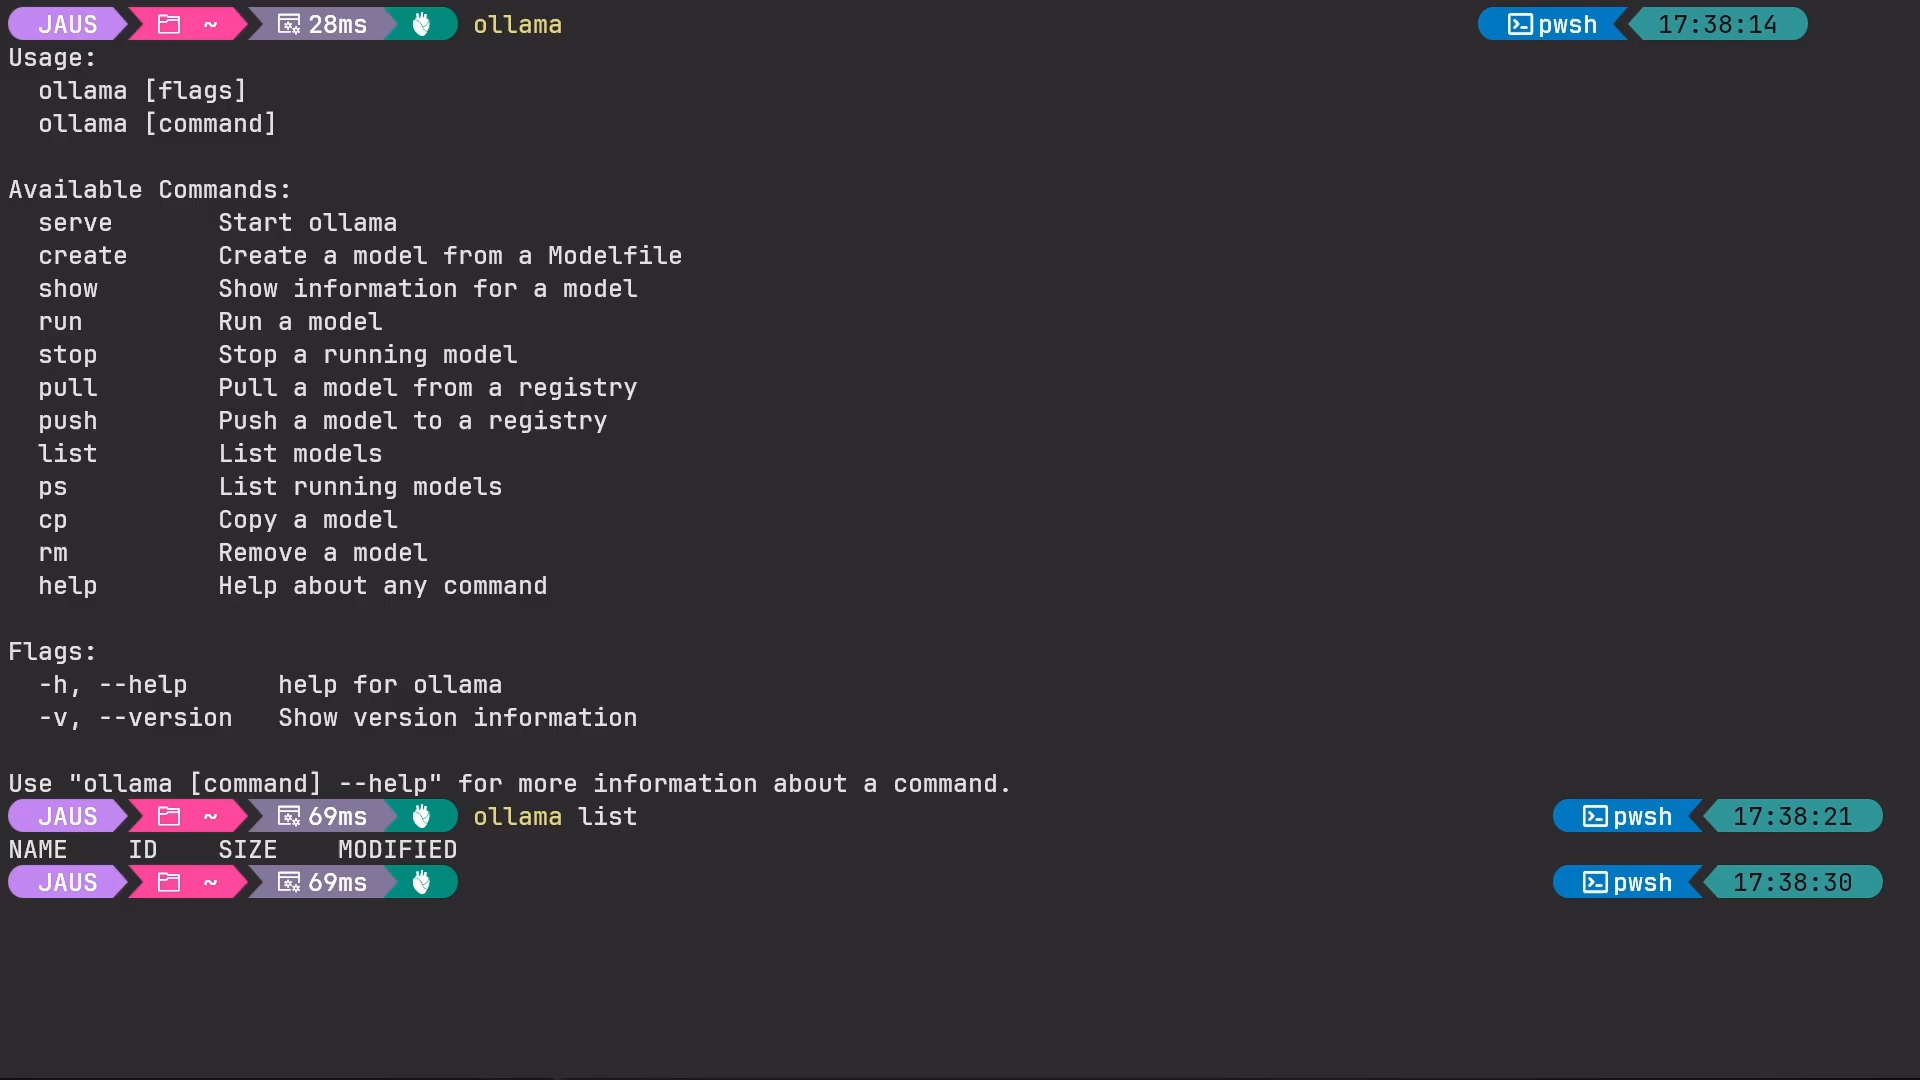 JAUS ~ 28ms ollama pwsh 17:38:14
Usage:
ollama [flags]
ollama [command]
Available Commands:
serve Start ollama
create Create a model from a Modelfile
show Show information for a model
run Run a model
stop Stop a running model
pull Pull a model from a registry
push Push a model to a registry
list List models
ps List running models
cp Copy a model
rm Remove a model
help Help about any command
Flags:
-h, --help help for ollama
-v, --version Show version information
Use "ollama [command] --help" for more information about a command.
JAUS ~ 69ms ollama list pwsh 17:38:21
NAME ID SIZE MODIFIED
JAUS ~ 69ms pwsh 17:38:30